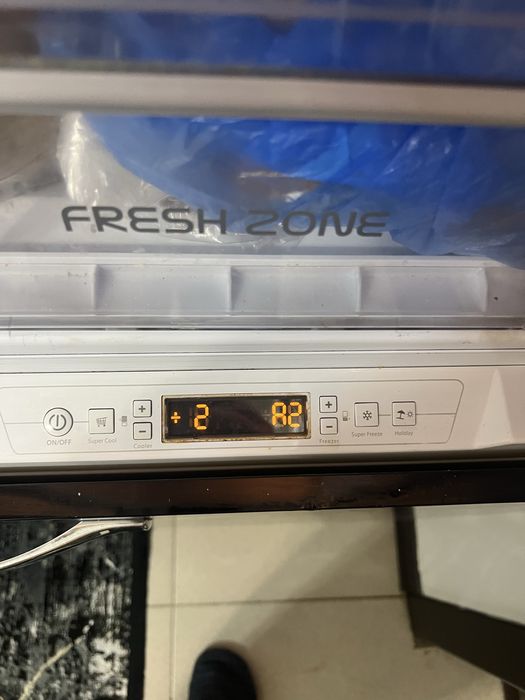 FRESH ZONE
+ 2 A2
+ +
- -
ON/OFF Super Cool Cooler Freezer Super Freeze Holiday